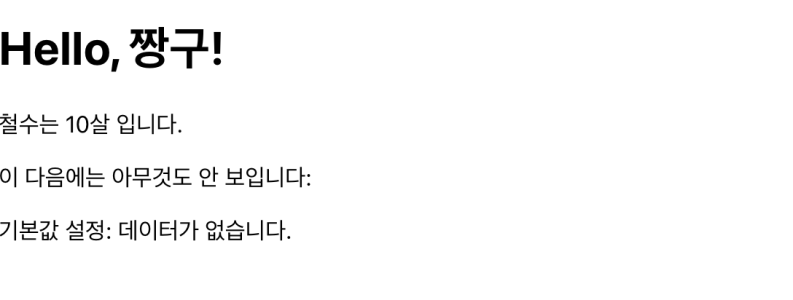 Hello, 짱구!
철수는 10살 입니다.
이 다음에는 아무것도 안 보입니다:
기본값 설정: 데이터가 없습니다.